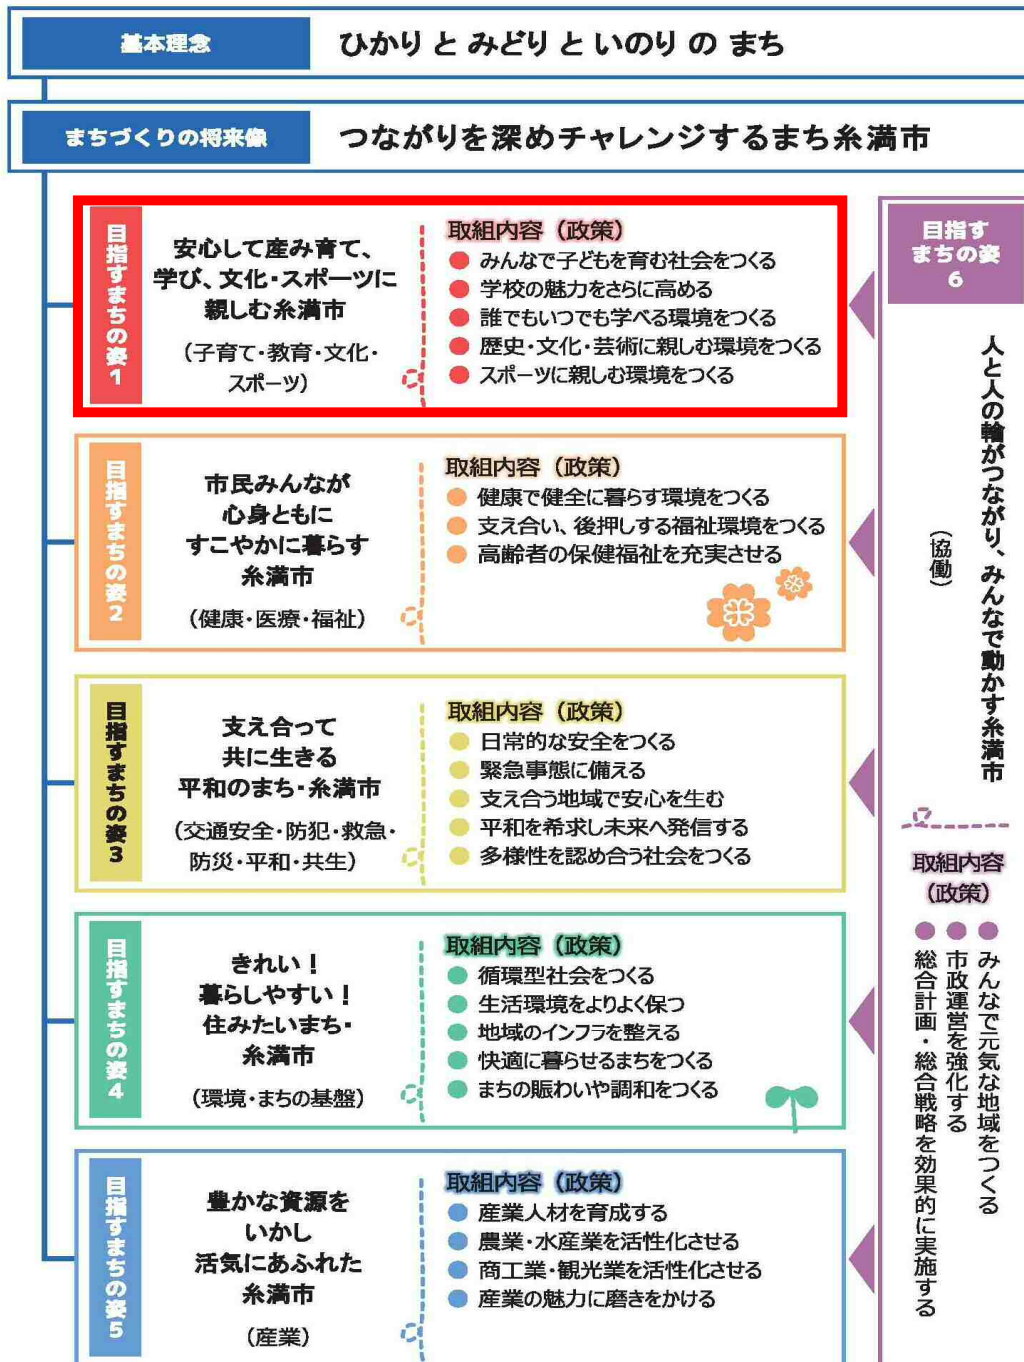 基本理念
ひかり と みどり と いのり の まち
まちづくりの将来像
つながりを深めチャレンジするまち糸満市
目指すまちの姿1
安心して産み育て、
学び、文化・スポーツに
親しむ糸満市
（子育て・教育・文化・
スポーツ）
取組内容（政策）
● みんなで子どもを育む社会をつくる
● 学校の魅力をさらに高める
● 誰でもいつでも学べる環境をつくる
● 歴史・文化・芸術に親しむ環境をつくる
● スポーツに親しむ環境をつくる
目指すまちの姿2
市民みんなが
心身ともに
すこやかに暮らす
糸満市
（健康・医療・福祉）
取組内容（政策）
● 健康で健全に暮らす環境をつくる
● 支え合い、後押しする福祉環境をつくる
● 高齢者の保健福祉を充実させる
目指すまちの姿3
支え合って
共に生きる
平和のまち・糸満市
（交通安全・防犯・救急・
防災・平和・共生）
取組内容（政策）
● 日常的な安全をつくる
● 緊急事態に備える
● 支え合う地域で安心を生む
● 平和を希求し未来へ発信する
● 多様性を認め合う社会をつくる
目指すまちの姿4
きれい！
暮らしやすい！
住みたいまち・
糸満市
（環境・まちの基盤）
取組内容（政策）
● 循環型社会をつくる
● 生活環境をよりよく保つ
● 地域のインフラを整える
● 快適に暮らせるまちをつくる
● まちの賑わいや調和をつくる
目指すまちの姿5
豊かな資源を
いかし
活気にあふれた
糸満市
（産業）
取組内容（政策）
● 産業人材を育成する
● 農業・水産業を活性化させる
● 商工業・観光業を活性化させる
● 産業の魅力に磨きをかける
目指す
まちの姿
6
人と人の輪がつながり、みんなで動かす糸満市
（協働）
取組内容
（政策）
● みんなで元気な地域をつくる
● 市政運営を強化する
● 総合計画・総合戦略を効果的に実施する